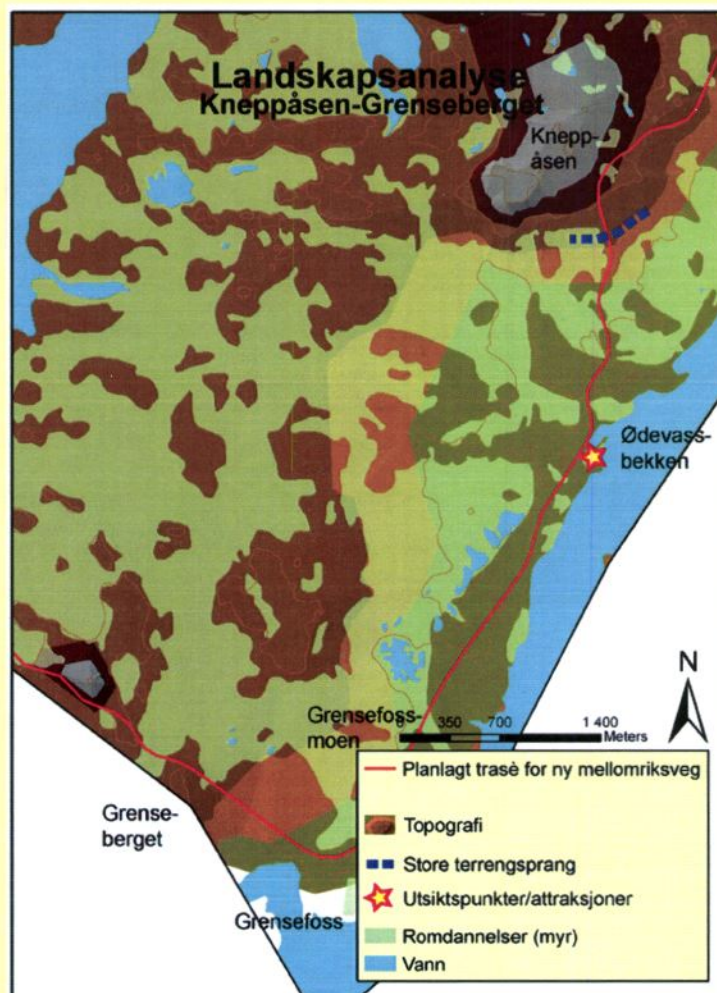 Landskapsanalyse
Kneppåsen-Grenseberget
Knepp-
åsen
Ødevass-
bekken
N
Grensefoss-
moen
0 350 700 1 400
Meters
Planlagt trasè for ny mellomriksveg
Grense-
berget
Topografi
Store terrengsprang
Utsiktspunkter/attraksjoner
Grensefoss
Romdannelser (myr)
Vann